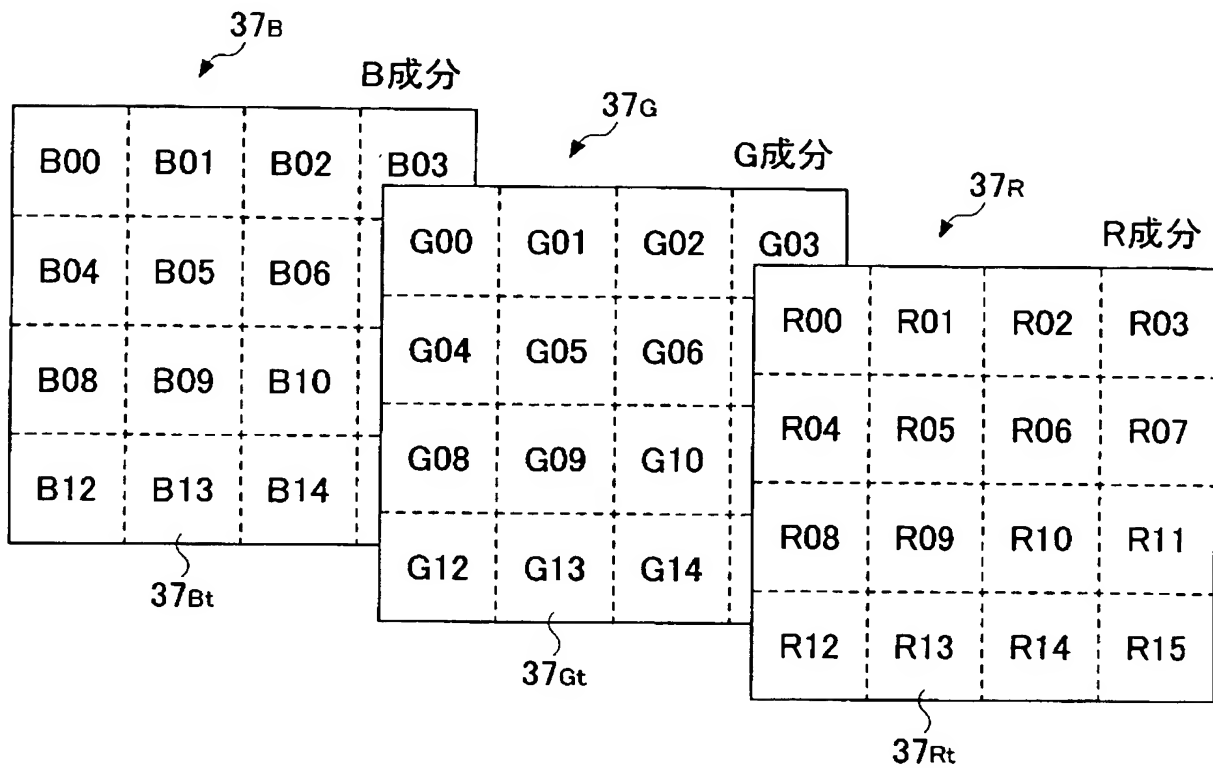 37B
B成分
B00 B01 B02 B03
B04 B05 B06
B08 B09 B10
B12 B13 B14
37Bt
37G
G成分
G00 G01 G02 G03
G04 G05 G06
G08 G09 G10
G12 G13 G14
37Gt
37R
R成分
R00 R01 R02 R03
R04 R05 R06 R07
R08 R09 R10 R11
R12 R13 R14 R15
37Rt